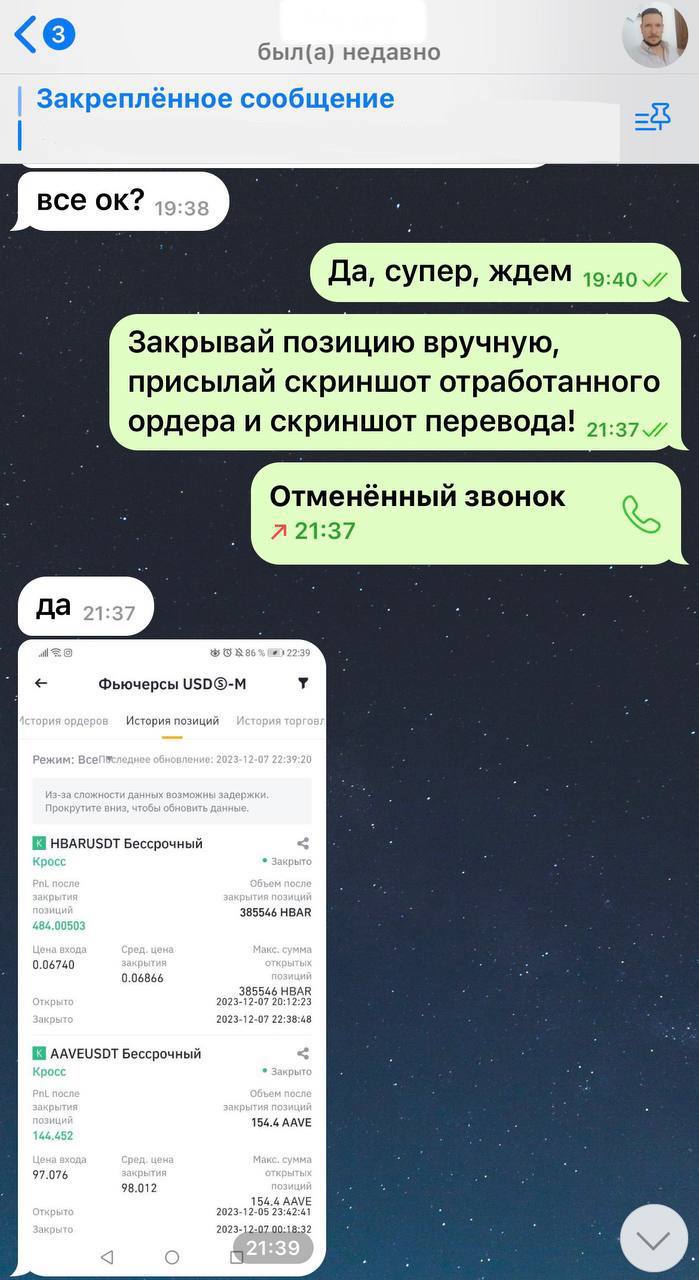 3
был(а) недавно
Закреплённое сообщение
все ок? 19:38
Да, супер, ждем 19:40
Закрывай позицию вручную,
присылай скриншот отработанного
ордера и скриншот перевода! 21:37
Отменённый звонок
21:37
да 21:37
86 % 22:39
Фьючерсы USDⓈ-M
История ордеров История позиций История торговл
Режим: Все Последнее обновление: 2023-12-07 22:39:20
Из-за сложности данных возможны задержки.
Прокрутите вниз, чтобы обновить данные.
К HBARUSDT Бессрочный
Кросс Закрыто
PnL после Объем после
закрытия закрытия позиций
позиций 385546 HBAR
484.00503
Цена входа Сред. цена Макс. сумма
0.06740 закрытия открытых
0.06866 позиций
385546 HBAR
Открыто 2023-12-07 20:12:23
Закрыто 2023-12-07 22:38:48
К AAVEUSDT Бессрочный
Кросс Закрыто
PnL после Объем после
закрытия закрытия позиций
позиций 154.4 AAVE
144.452
Цена входа Сред. цена Макс. сумма
97.076 закрытия открытых
98.012 позиций
154.4 AAVE
Открыто 2023-12-05 23:42:41
Закрыто 2023-12-07 00:18:32
21:39